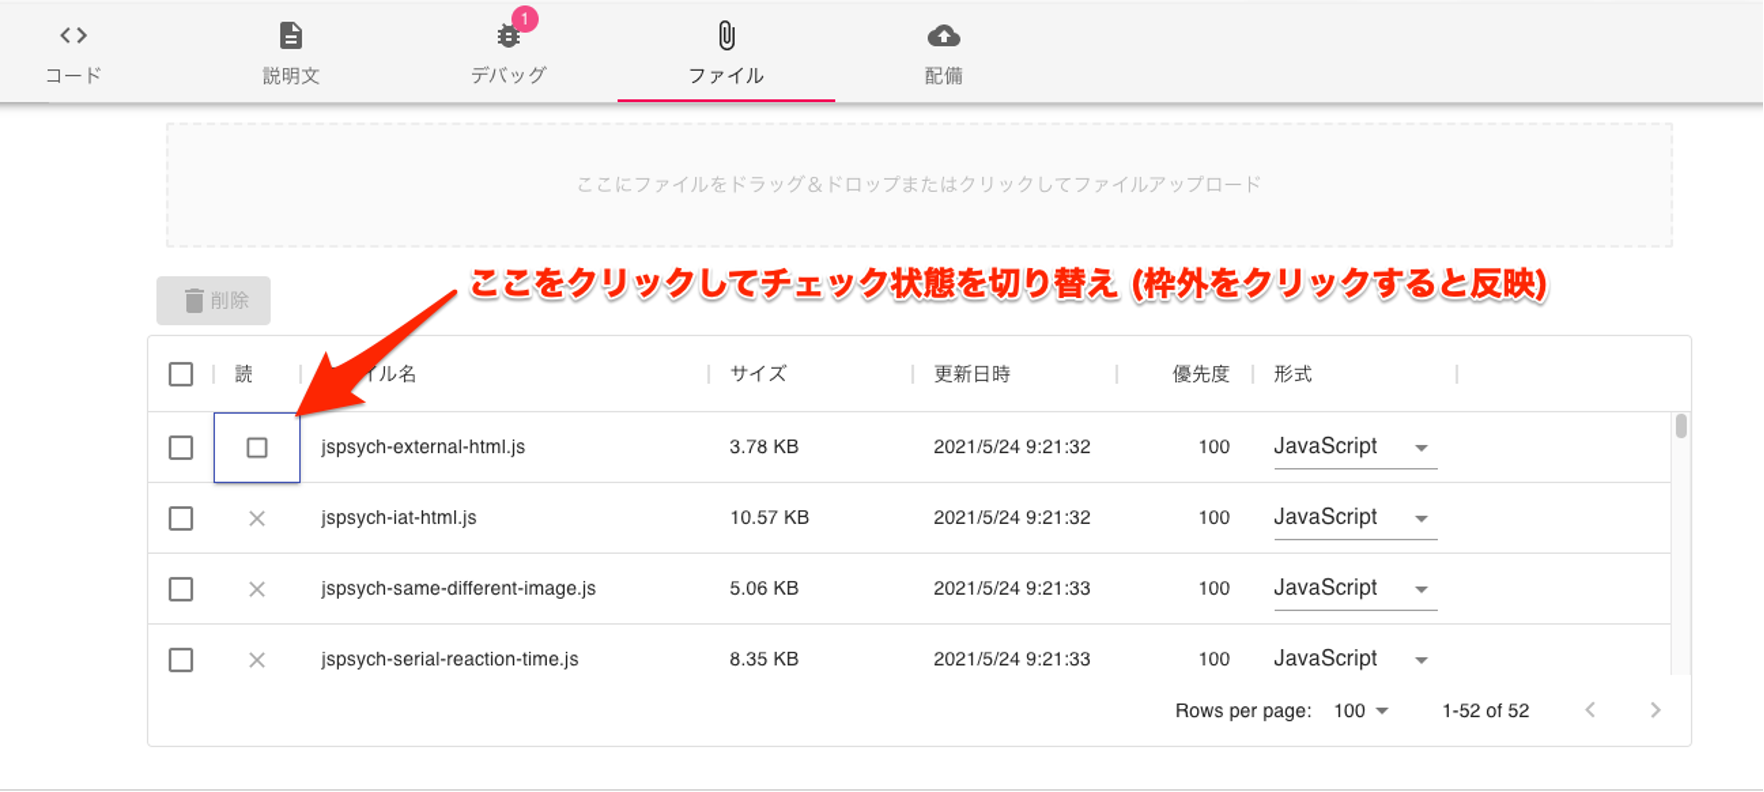 1
コード 説明文 デバッグ ファイル 配備
ここにファイルをドラッグ＆ドロップまたはクリックしてファイルアップロード
ここをクリックしてチェック状態を切り替え (枠外をクリックすると反映)
削除
読 イル名 サイズ 更新日時 優先度 形式
jspsych-external-html.js 3.78 KB 2021/5/24 9:21:32 100 JavaScript
jspsych-iat-html.js 10.57 KB 2021/5/24 9:21:32 100 JavaScript
jspsych-same-different-image.js 5.06 KB 2021/5/24 9:21:33 100 JavaScript
jspsych-serial-reaction-time.js 8.35 KB 2021/5/24 9:21:33 100 JavaScript
Rows per page: 100 1-52 of 52